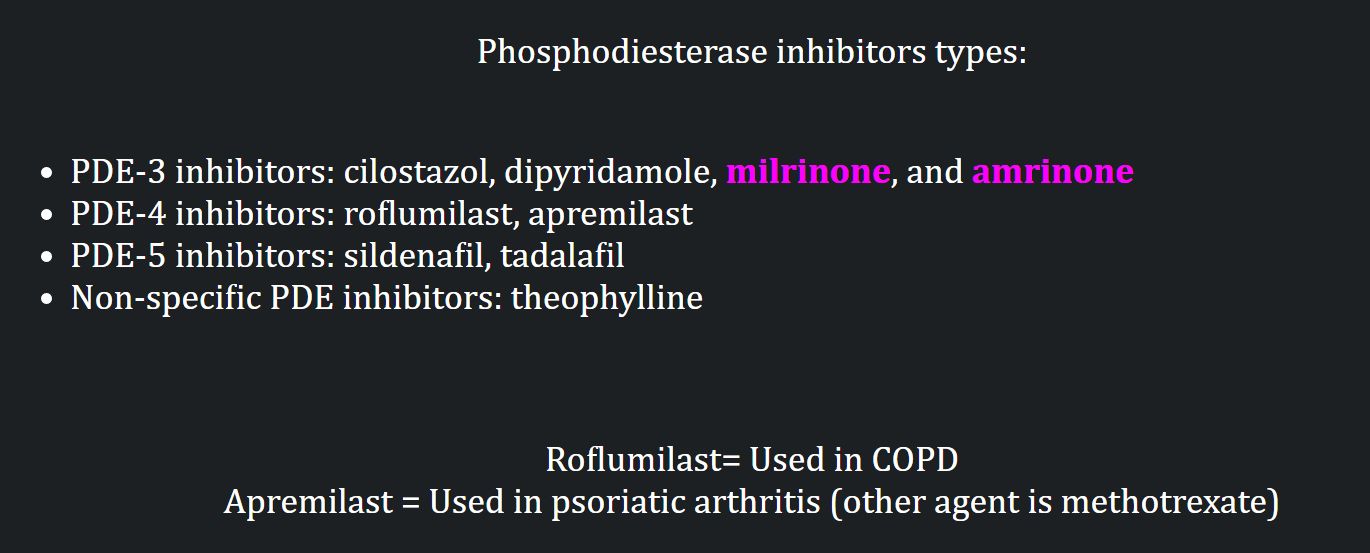 Phosphodiesterase inhibitors types:
• PDE-3 inhibitors: cilostazol, dipyridamole, milrinone, and amrinone
• PDE-4 inhibitors: roflumilast, apremilast
• PDE-5 inhibitors: sildenafil, tadalafil
• Non-specific PDE inhibitors: theophylline
Roflumilast= Used in COPD
Apremilast = Used in psoriatic arthritis (other agent is methotrexate)